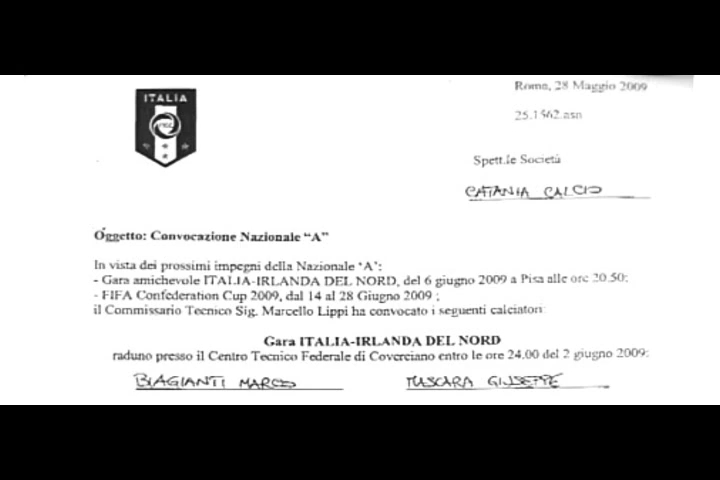 ITALIA
Roma, 28 Maggio 2009
25.1562.asn
Spett.le Società
CATANIA CALCIO
Oggetto: Convocazione Nazionale “A”
In vista dei prossimi impegni della Nazionale ‘A’:
- Gara amichevole ITALIA-IRLANDA DEL NORD, del 6 giugno 2009 a Pisa alle ore 20.50;
- FIFA Confederation Cup 2009, dal 14 al 28 Giugno 2009 ;
il Commissario Tecnico Sig. Marcello Lippi ha convocato i seguenti calciatori:
Gara ITALIA-IRLANDA DEL NORD
raduno presso il Centro Tecnico Federale di Coverciano entro le ore 24.00 del 2 giugno 2009:
BIAGIANTI MARCO MASCARA GIUSEPPE